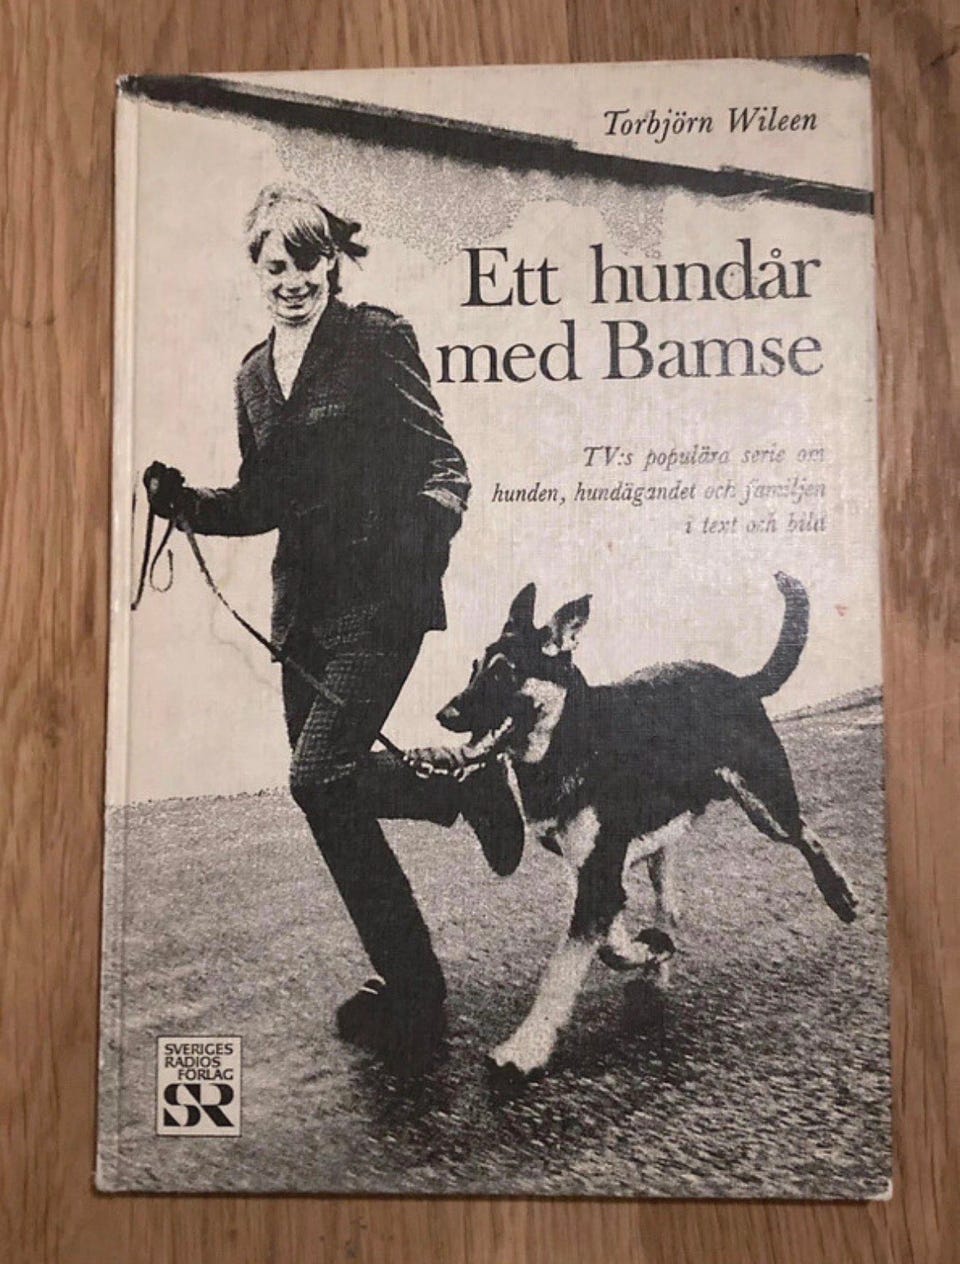 Torbjörn Wileen
Ett hundår
med Bamse
TV:s populära serie om
hunden, hundägandet och familjen
i text och bild
SVERIGES
RADIOS
FÖRLAG
SR